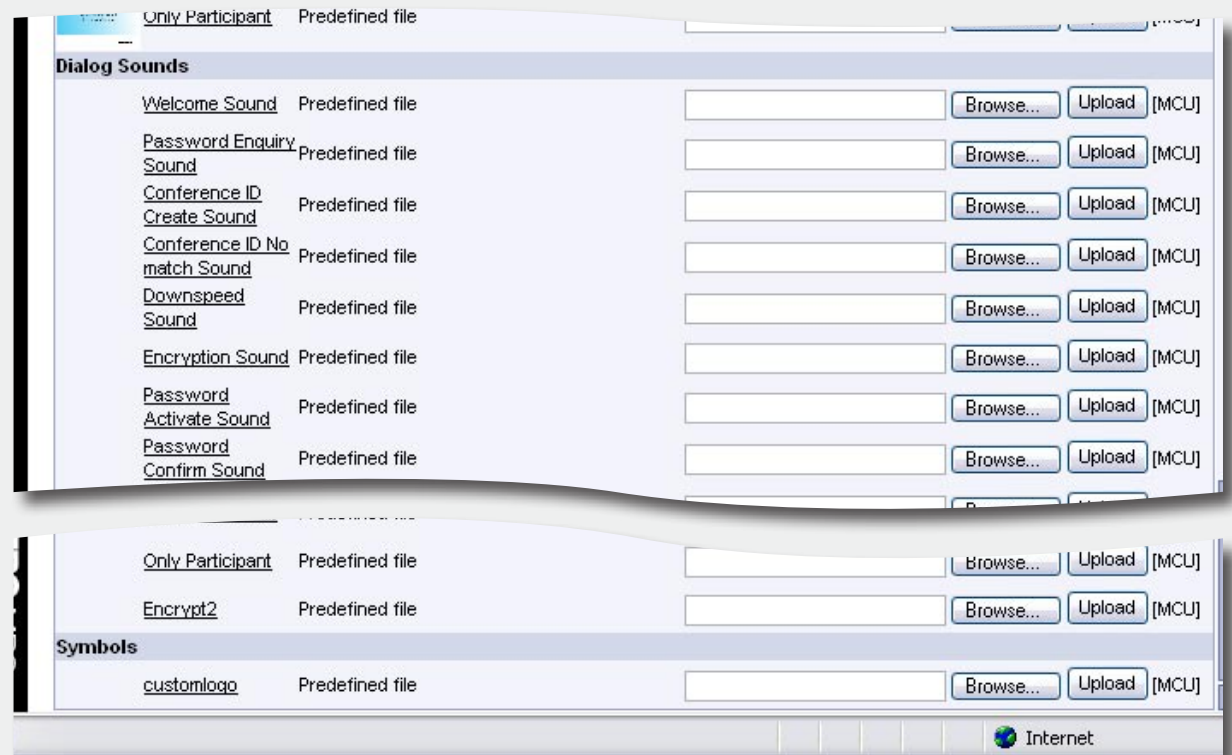 Only Participant Predefined file
Dialog Sounds
Welcome Sound Predefined file Browse... Upload [MCU]
Password Enquiry
Sound Predefined file Browse... Upload [MCU]
Conference ID
Create Sound Predefined file Browse... Upload [MCU]
Conference ID No
match Sound Predefined file Browse... Upload [MCU]
Downspeed
Sound Predefined file Browse... Upload [MCU]
Encryption Sound Predefined file Browse... Upload [MCU]
Password
Activate Sound Predefined file Browse... Upload [MCU]
Password
Confirm Sound Predefined file Browse... Upload [MCU]
Only Participant Predefined file Browse... Upload [MCU]
Encrypt2 Predefined file Browse... Upload [MCU]
Symbols
customlogo Predefined file Browse... Upload [MCU]
Internet